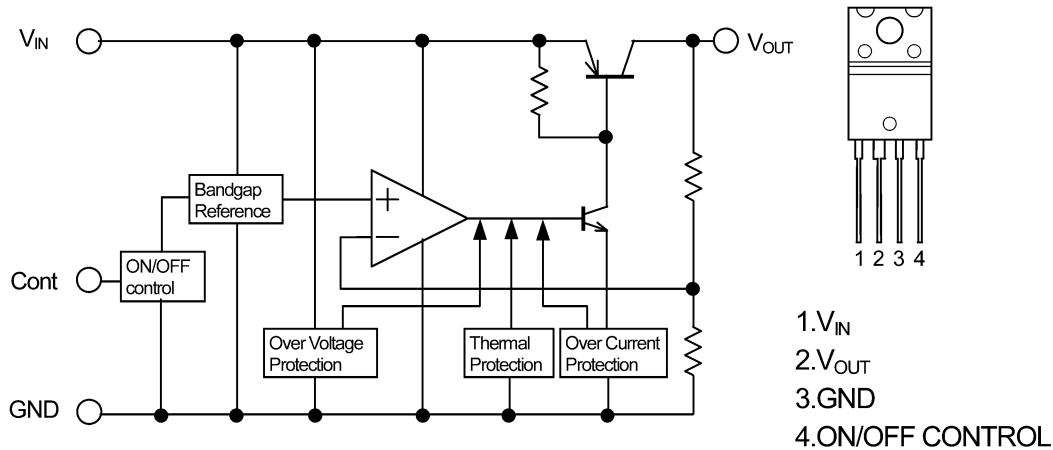 VIN
VOUT
Bandgap
Reference
+
−
ON/OFF
control
Cont
Over Voltage
Protection
Thermal
Protection
Over Current
Protection
GND
1 2 3 4
1.VIN
2.VOUT
3.GND
4.ON/OFF CONTROL